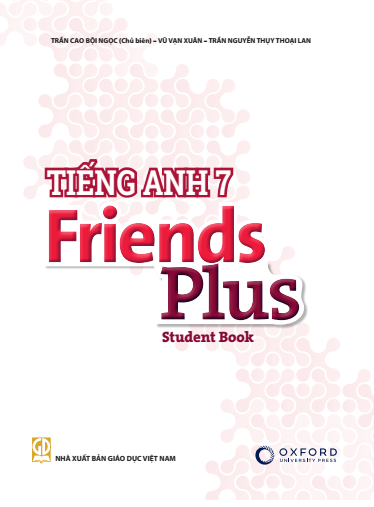 TRẦN CAO BỘI NGỌC (Chủ biên) – VŨ VẠN XUÂN – TRẦN NGUYỄN THỤY THOẠI LAN
TIẾNG ANH 7
Friends
Plus
Student Book
NHÀ XUẤT BẢN GIÁO DỤC VIỆT NAM
OXFORD
UNIVERSITY PRESS